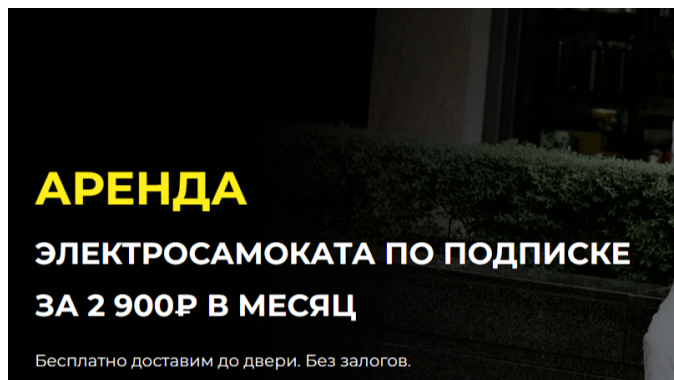 АРЕНДА
ЭЛЕКТРОСАМОКАТА ПО ПОДПИСКЕ
ЗА 2 900₽ В МЕСЯЦ
Бесплатно доставим до двери. Без залогов.